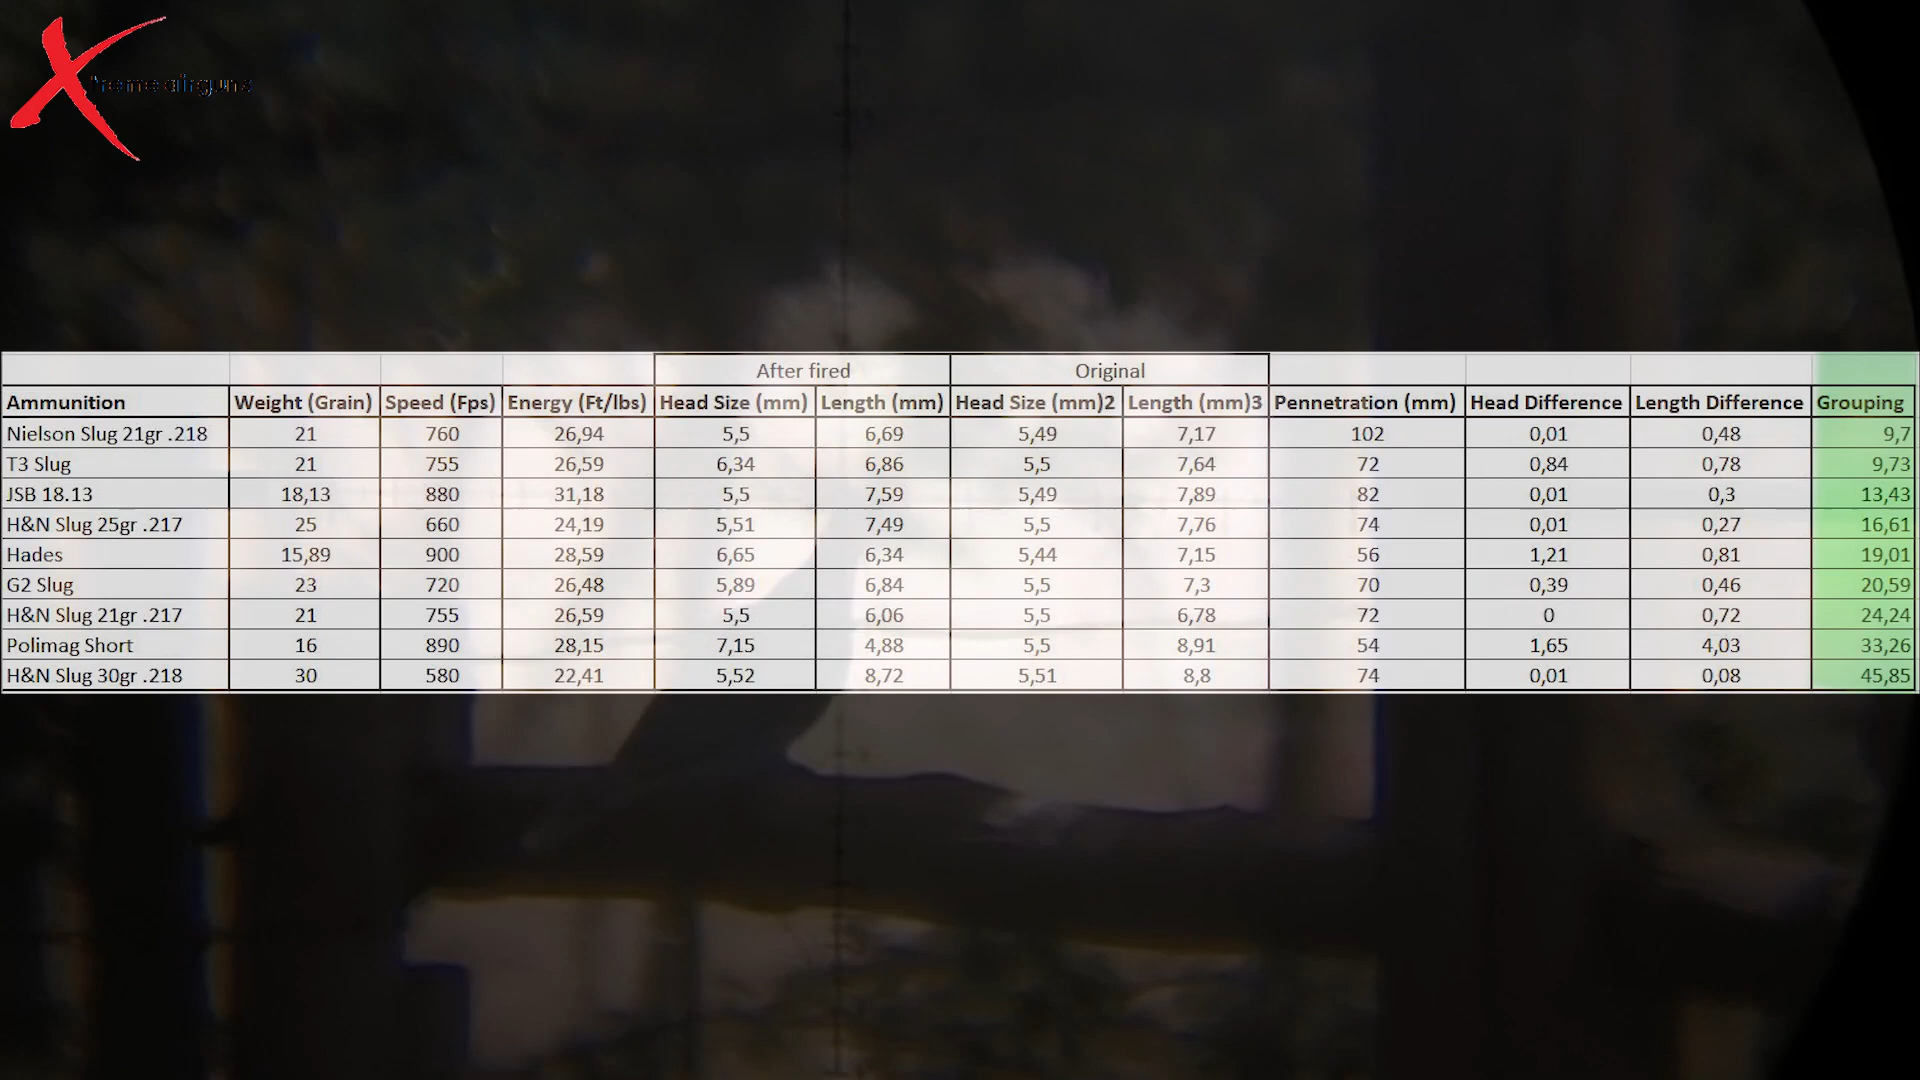 Xtreme airgunz
After fired Original
Ammunition Weight (Grain) Speed (Fps) Energy (Ft/lbs) Head Size (mm) Length (mm) Head Size (mm)2 Length (mm)3 Pennetration (mm) Head Difference Length Difference Grouping
Nielson Slug 21gr .218 21 760 26,94 5,5 6,69 5,49 7,17 102 0,01 0,48 9,7
T3 Slug 21 755 26,59 6,34 6,86 5,5 7,64 72 0,84 0,78 9,73
JSB 18.13 18,13 880 31,18 5,5 7,59 5,49 7,89 82 0,01 0,3 13,43
H&N Slug 25gr .217 25 660 24,19 5,51 7,49 5,5 7,76 74 0,01 0,27 16,61
Hades 15,89 900 28,59 6,65 6,34 5,44 7,15 56 1,21 0,81 19,01
G2 Slug 23 720 26,48 5,89 6,84 5,5 7,3 70 0,39 0,46 20,59
H&N Slug 21gr .217 21 755 26,59 5,5 6,06 5,5 6,78 72 0 0,72 24,24
Polimag Short 16 890 28,15 7,15 4,88 5,5 8,91 54 1,65 4,03 33,26
H&N Slug 30gr .218 30 580 22,41 5,52 8,72 5,51 8,8 74 0,01 0,08 45,85